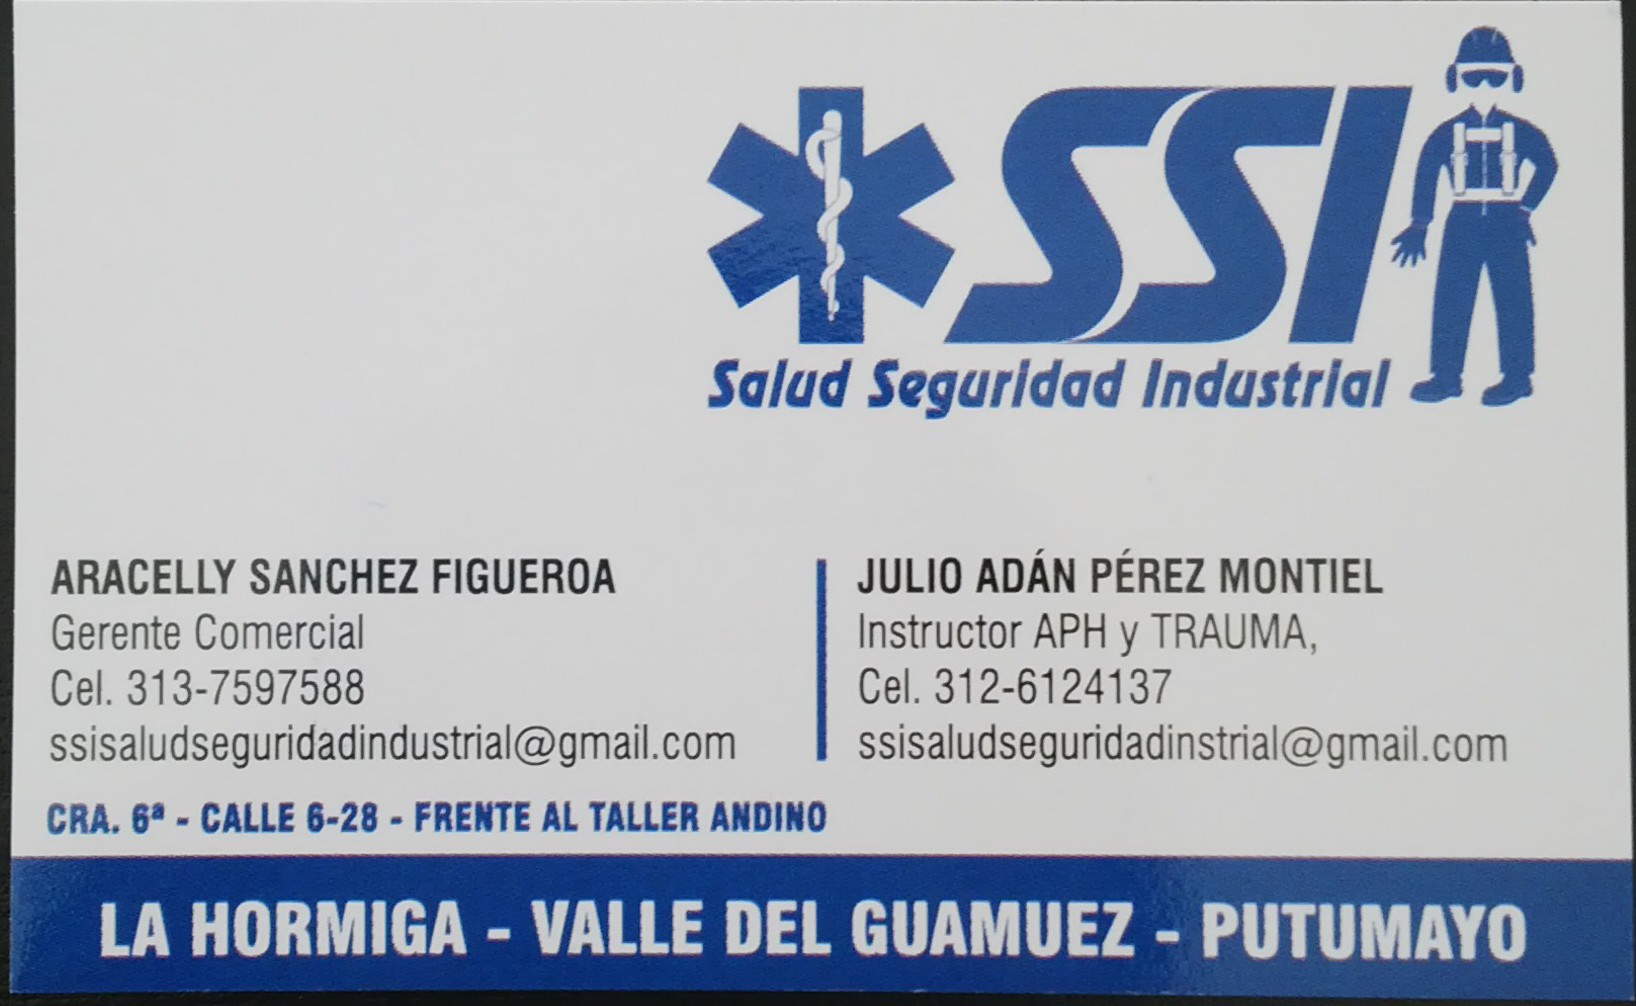 SSI
Salud Seguridad Industrial
ARACELLY SANCHEZ FIGUEROA
Gerente Comercial
Cel. 313-7597588
ssisaludseguridadindustrial@gmail.com
JULIO ADÁN PÉREZ MONTIEL
Instructor APH y TRAUMA,
Cel. 312-6124137
ssisaludseguridadinstrial@gmail.com
CRA. 6ª - CALLE 6-28 - FRENTE AL TALLER ANDINO
LA HORMIGA - VALLE DEL GUAMUEZ - PUTUMAYO